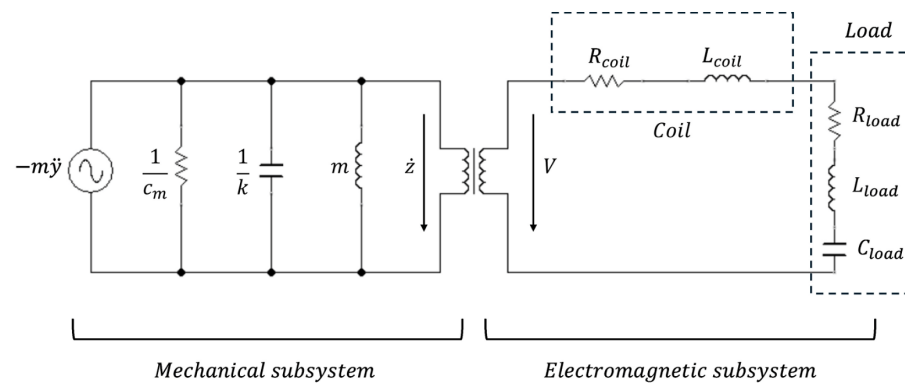 Load
R_coil
L_coil
Coil
R_load
L_load
C_load
−mÿ
1/c_m
1/k
m
ż
V
Mechanical subsystem
Electromagnetic subsystem